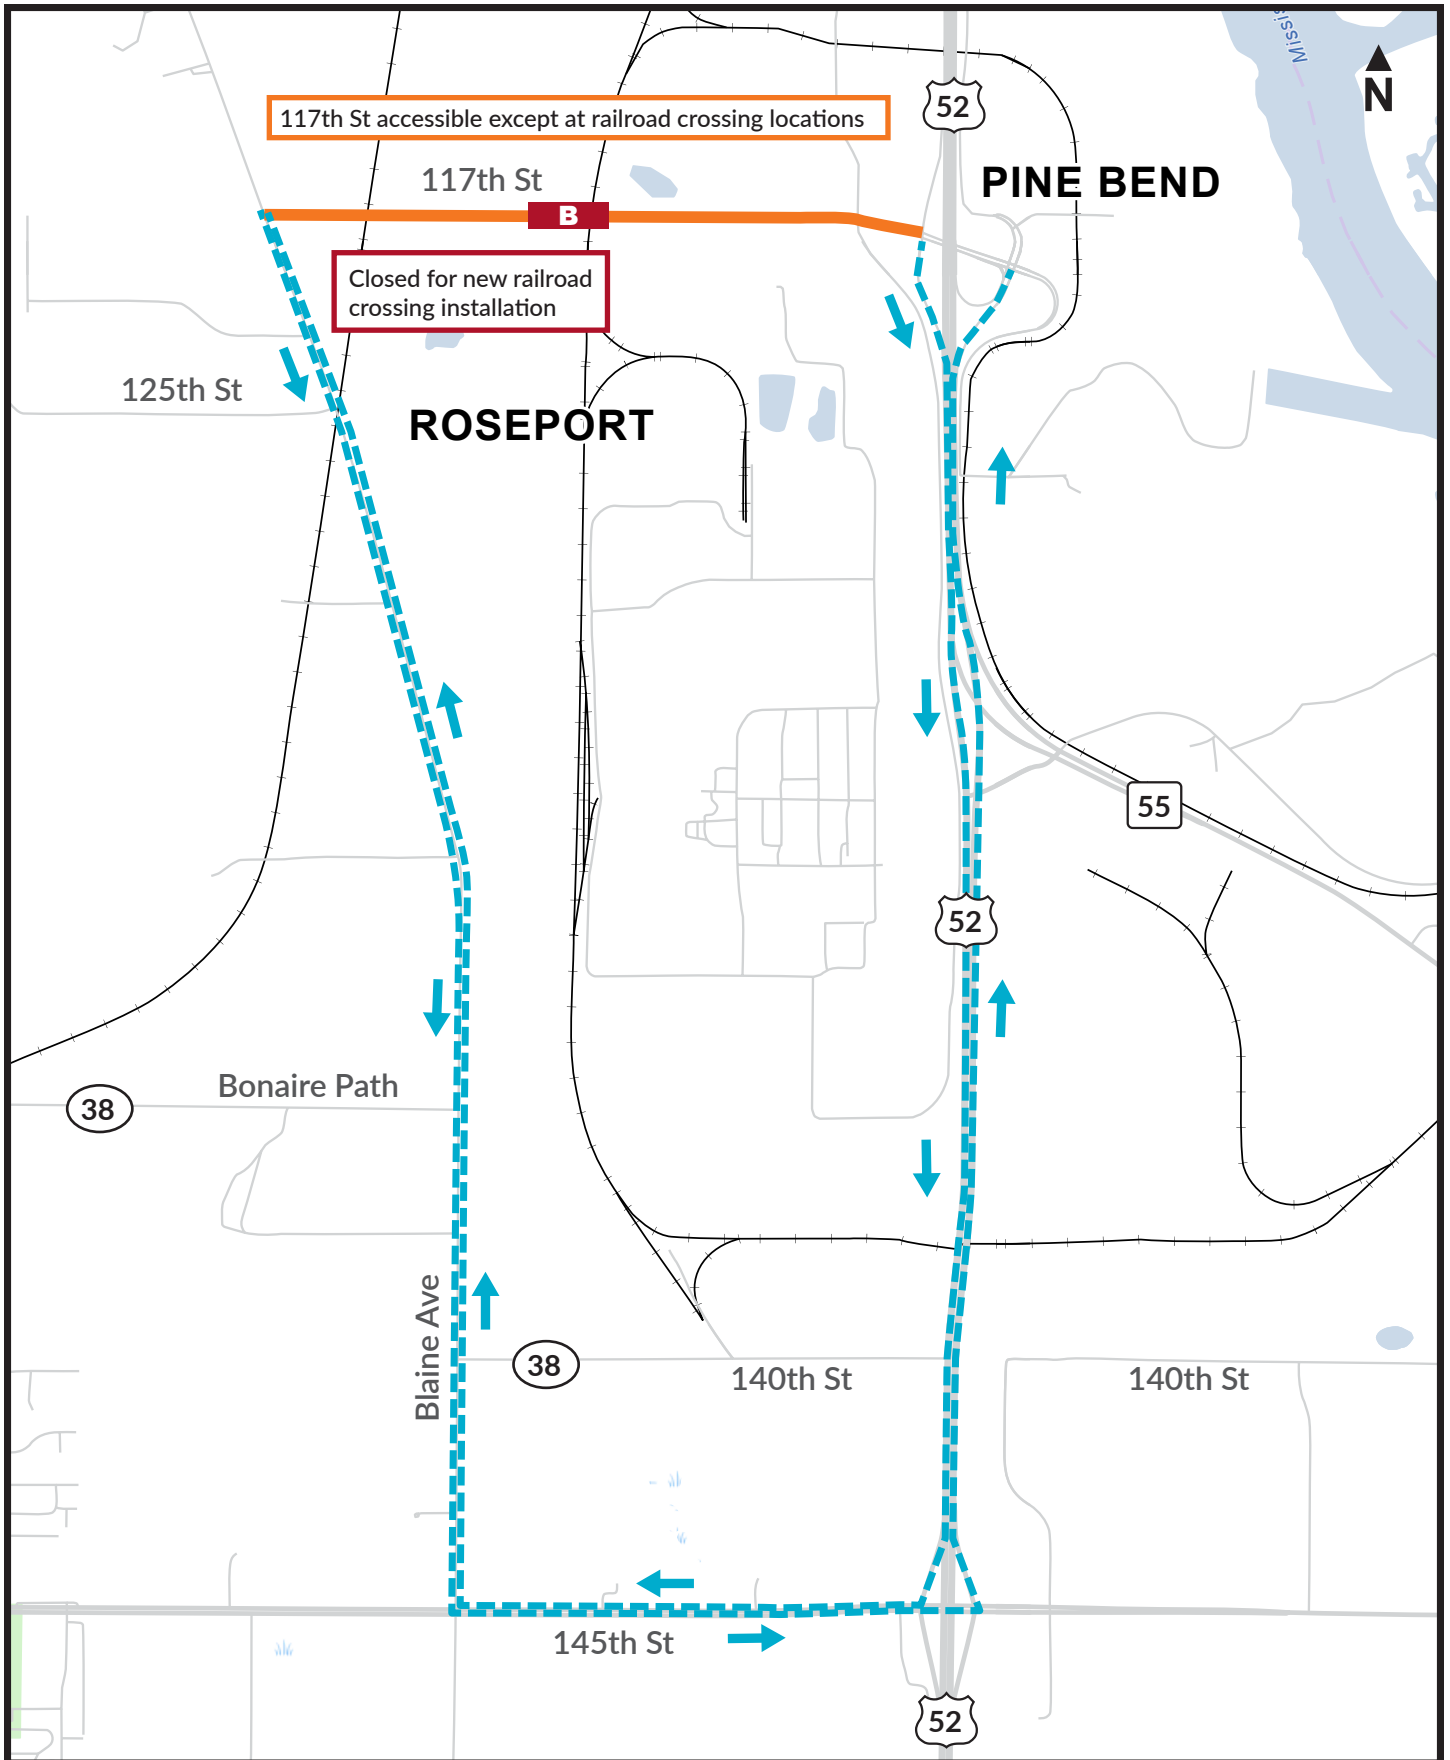 Missis
N
52
117th St accessible except at railroad crossing locations
PINE BEND
117th St
B
Closed for new railroad
crossing installation
125th St
ROSEPORT
55
52
Bonaire Path
38
Blaine Ave
38
140th St
140th St
145th St
52